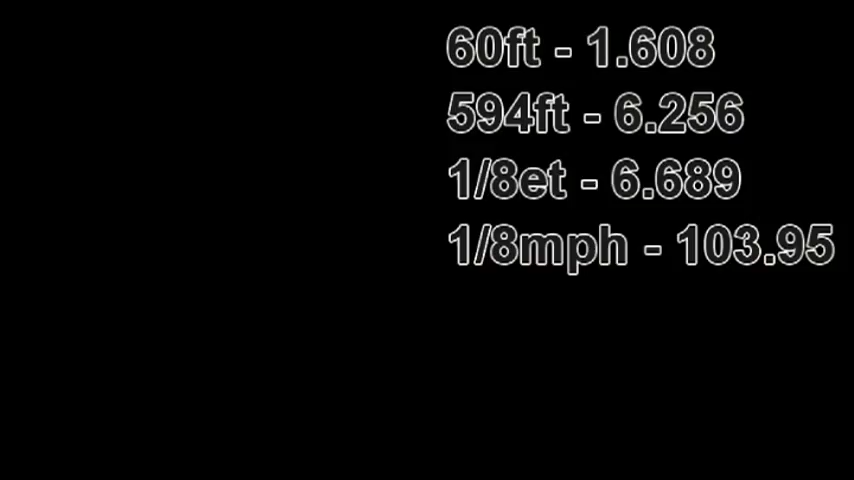 60ft - 1.608
594ft - 6.256
1/8et - 6.689
1/8mph - 103.95